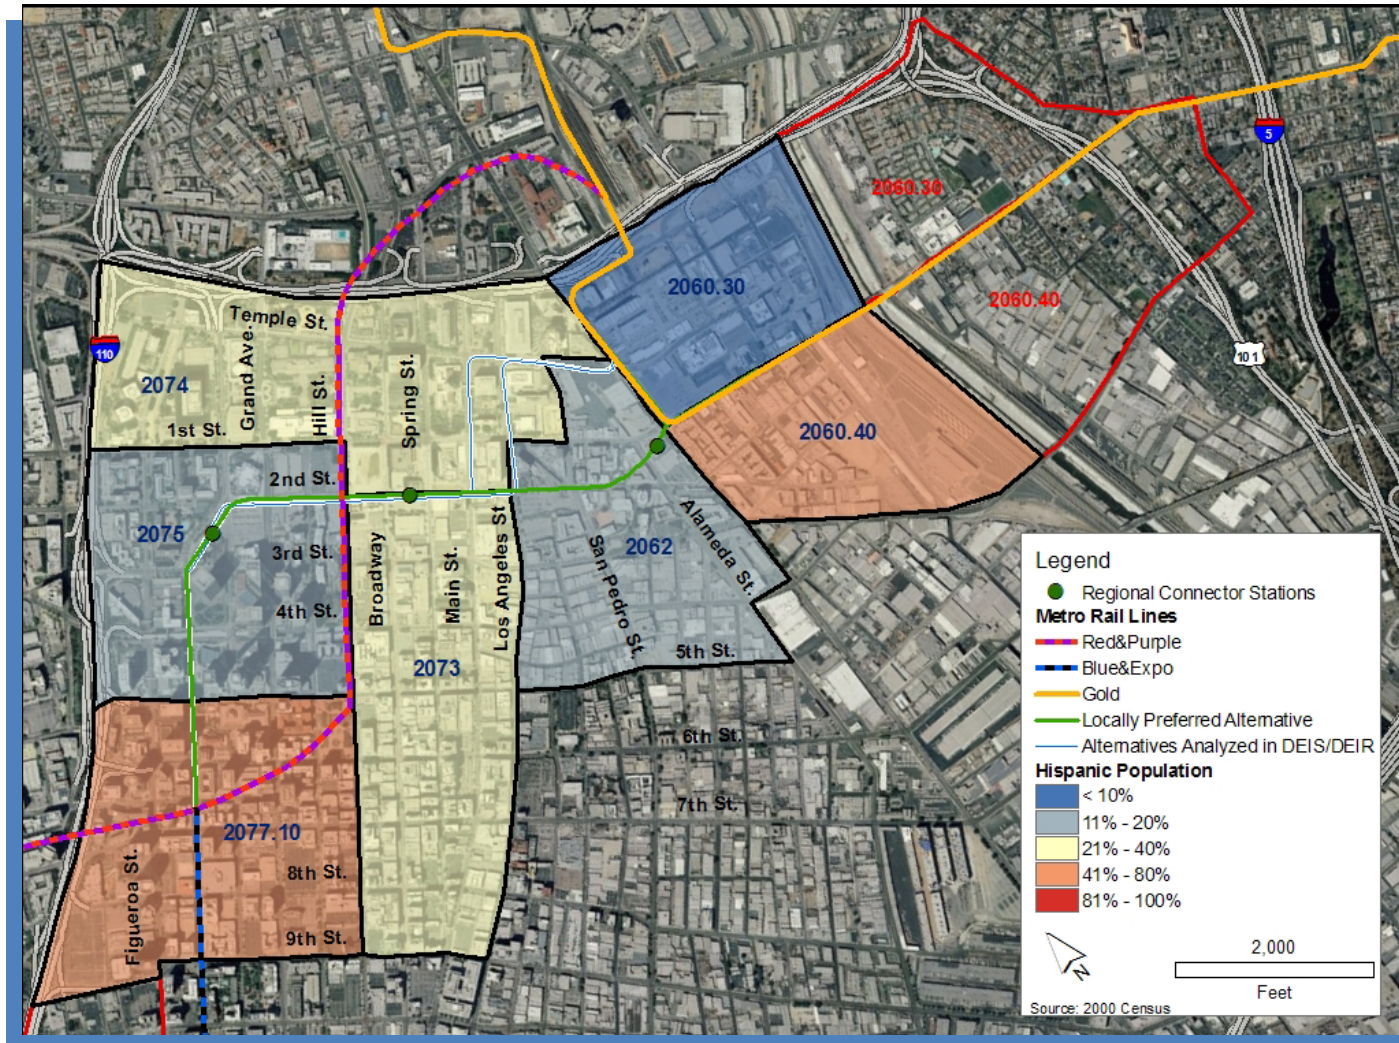 5
2060.30
2060.30
2060.40
Temple St.
110
Grand Ave.
Hill St.
Spring St.
2074
1st St.
101
2060.40
2nd St.
2075
3rd St.
4th St.
Broadway
Main St.
Los Angeles St
San Pedro St.
Alameda St.
2062
5th St.
2073
6th St.
7th St.
2077.10
8th St.
9th St.
Figueroa St.
Legend
Regional Connector Stations
Metro Rail Lines
Red&Purple
Blue&Expo
Gold
Locally Preferred Alternative
Alternatives Analyzed in DEIS/DEIR
Hispanic Population
< 10%
11% - 20%
21% - 40%
41% - 80%
81% - 100%
N
2,000
Feet
Source: 2000 Census